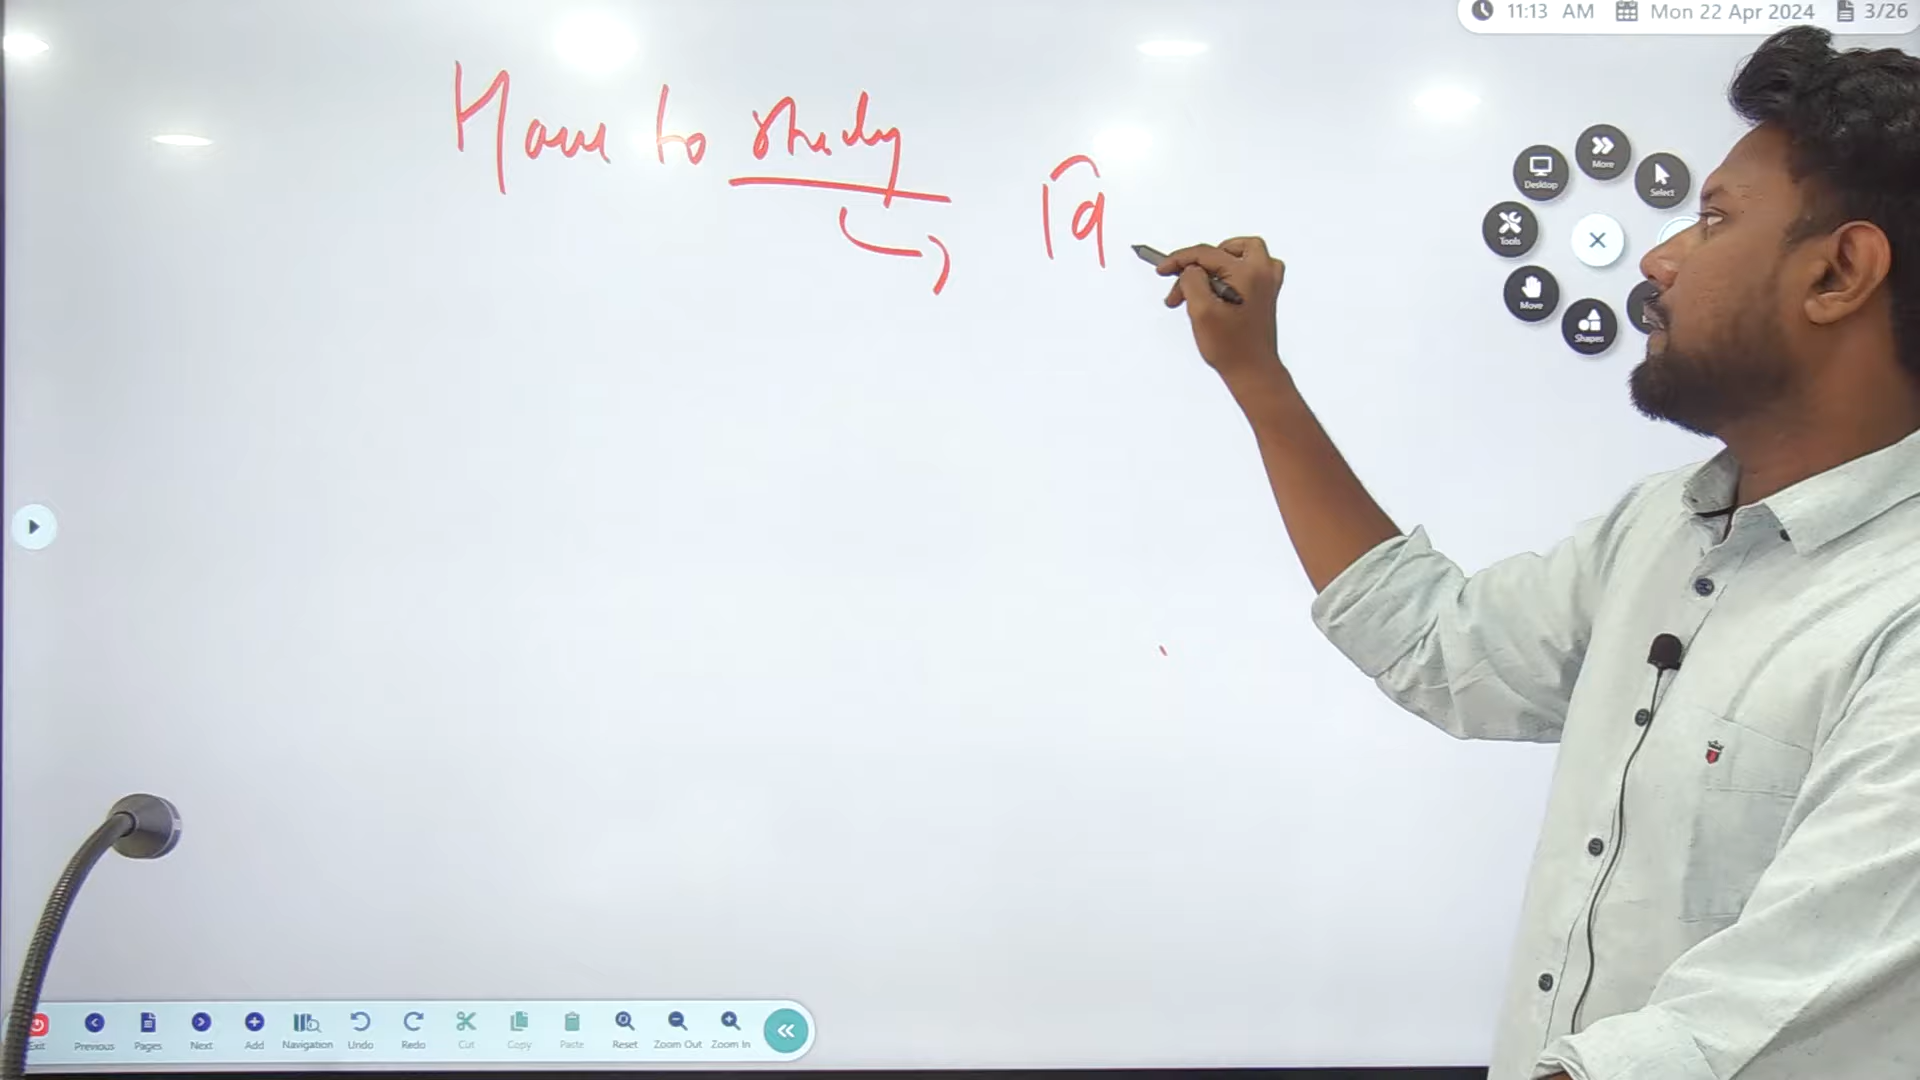 11:13 AM Mon 22 Apr 2024 3/26
How to study
वि
More
Desktop
Select
Tools
Move
Shapes
Exit Previous Pages Next Add Navigation Undo Redo Cut Copy Paste Reset Zoom Out Zoom In